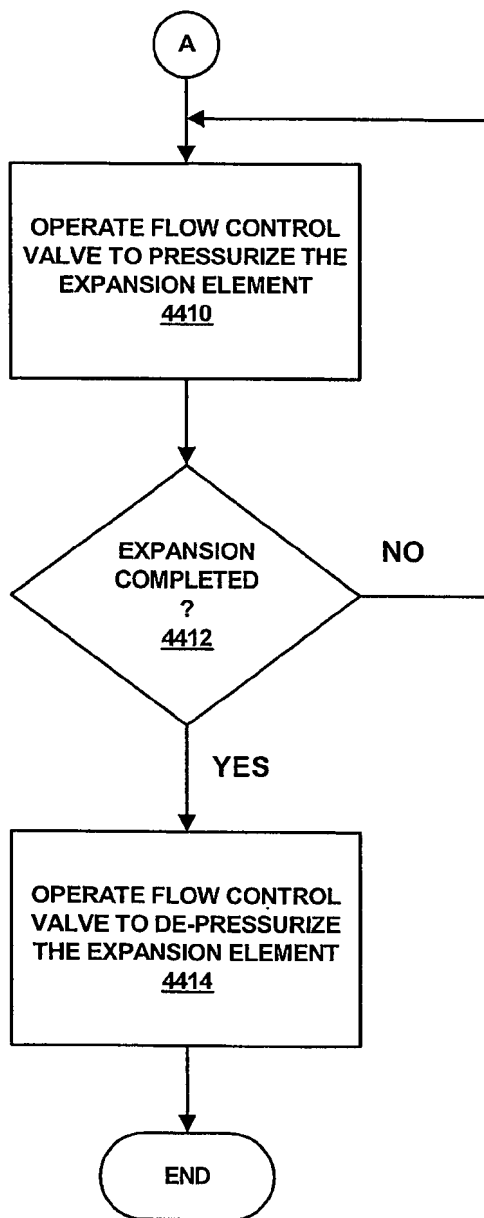 A
OPERATE FLOW CONTROL
VALVE TO PRESSURIZE THE
EXPANSION ELEMENT
4410
EXPANSION
COMPLETED
?
4412
NO
YES
OPERATE FLOW CONTROL
VALVE TO DE-PRESSURIZE
THE EXPANSION ELEMENT
4414
END